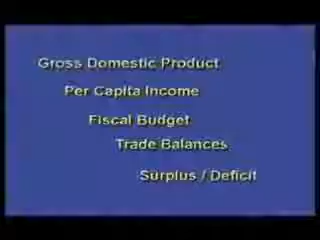 Gross Domestic Product
Per Capita Income
Fiscal Budget
Trade Balances
Surplus / Deficit